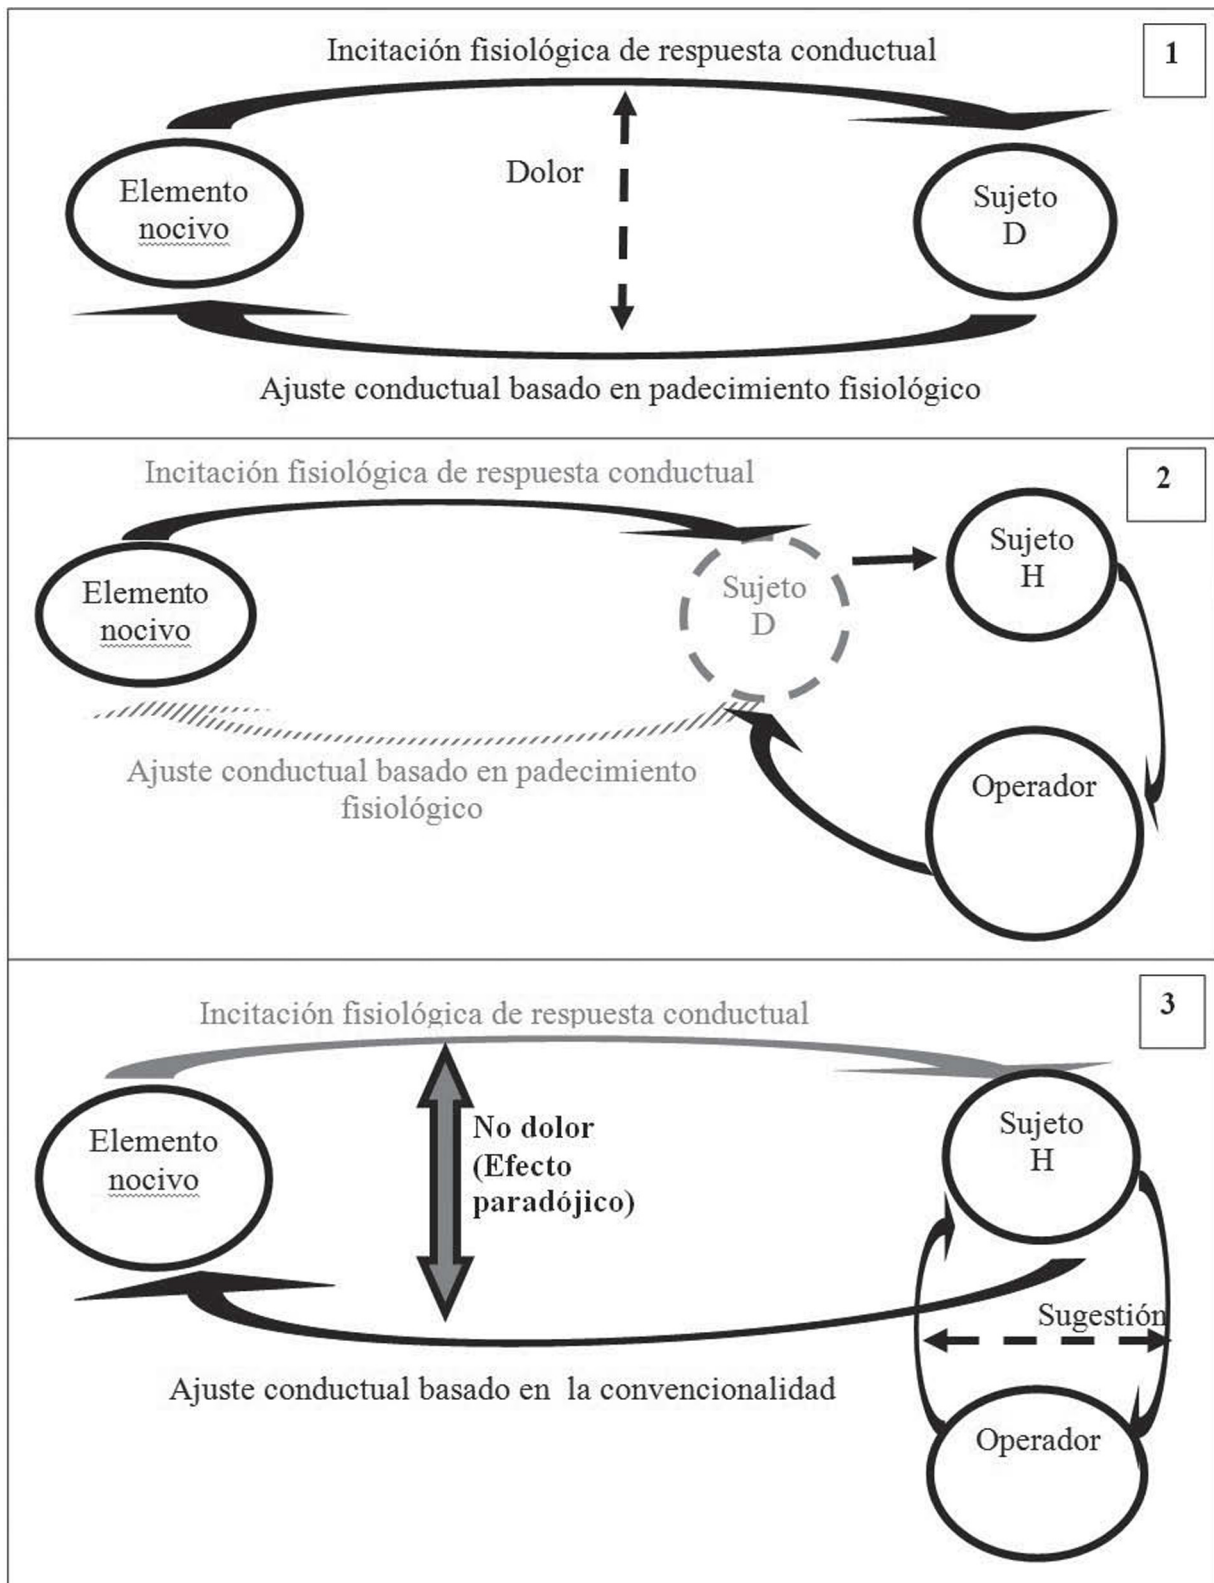 1
Incitación fisiológica de respuesta conductual
Elemento
nocivo
Dolor
Sujeto
D
Ajuste conductual basado en padecimiento fisiológico
2
Incitación fisiológica de respuesta conductual
Elemento
nocivo
Sujeto
D
Sujeto
H
Ajuste conductual basado en padecimiento
fisiológico
Operador
3
Incitación fisiológica de respuesta conductual
Elemento
nocivo
No dolor
(Efecto
paradójico)
Sujeto
H
Sugestión
Ajuste conductual basado en  la convencionalidad
Operador